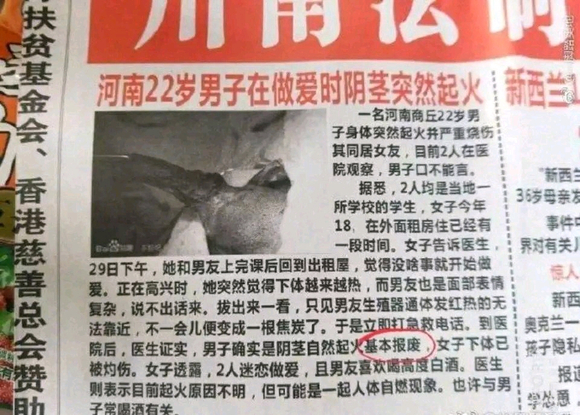 川南法制
河南22岁男子在做爱时阴茎突然起火
一名河南商丘22岁男
子身体突然起火并严重烧伤
其同居女友，目前2人在医
院观察，男子口不能言。
据悉，2人均是当地一
所学校的学生，女子今年
18，在外面租房住已经有
一段时间。女子告诉医生，
29日下午，她和男友上完课后回到出租屋，觉得没啥事就开始做
爱。正在高兴时，她突然觉得下体越来越热，而男友也是面部表情
复杂，说不出话来。拔出来一看，只见男友生殖器通体发红热的无
法靠近，不一会儿便变成一根焦炭了。于是立即打急救电话。到医
院后，医生证实，男子确实是阴茎自然起火基本报废，女子下体已
被灼伤。女子透露，2人迷恋做爱，且男友喜欢喝高度白酒。医生
则表示目前起火原因不明，但可能是一起人体自燃现象。也许与男
子常喝酒有关。
扶贫基金会、香港慈善总会赞助
新西兰
"新西兰
36岁母亲发
事件
界对有关儿
惊人
新西
奥克兰一
孩子隐私
报道
学怂恿，